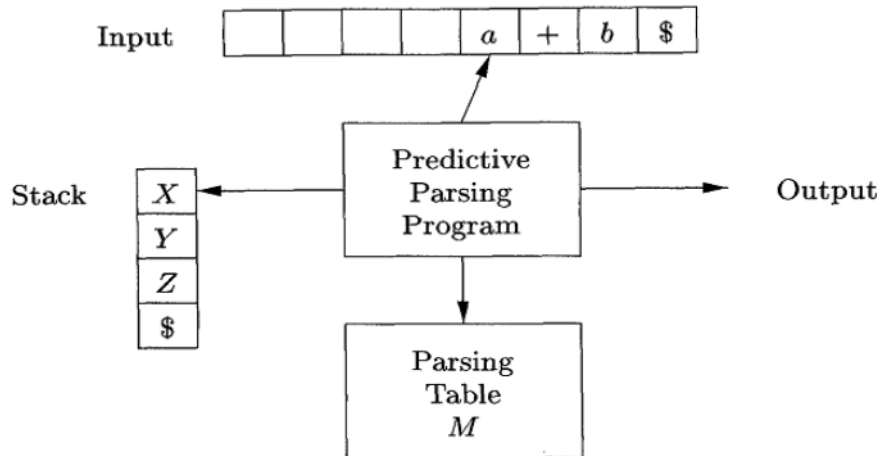 Input a + b $
Predictive
Parsing
Program
Stack X
Y
Z
$
Output
Parsing
Table
M